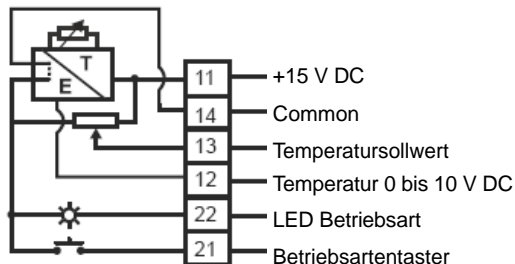 T
E
11 +15 V DC
14 Common
13 Temperatursollwert
12 Temperatur 0 bis 10 V DC
22 LED Betriebsart
21 Betriebsartentaster